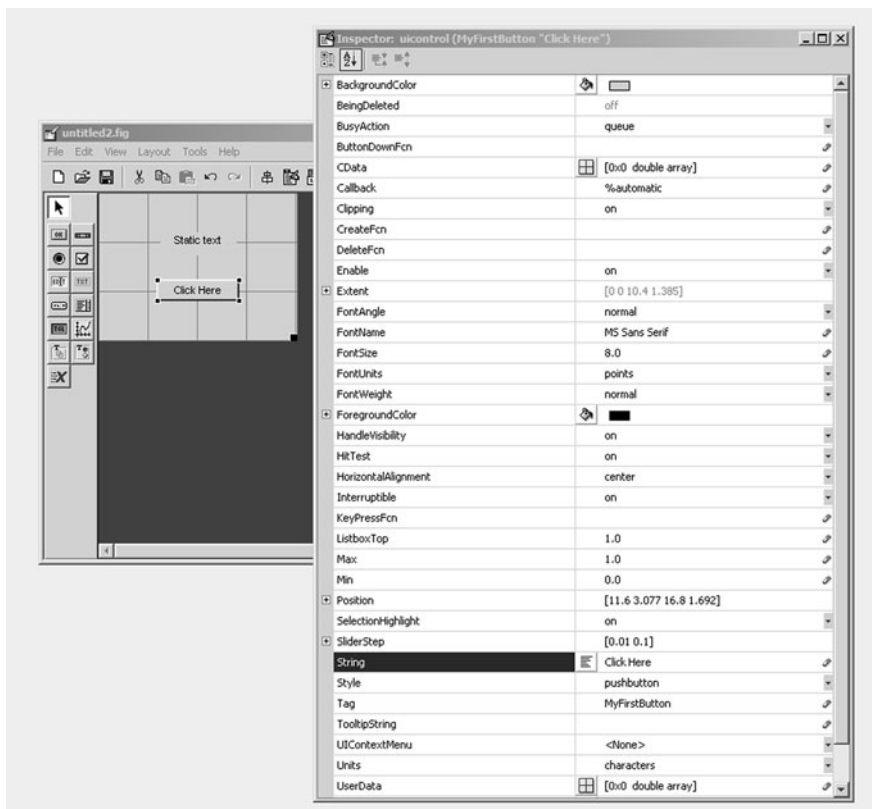 Inspector: uicontrol (MyFirstButton "Click Here")
BackgroundColor
BeingDeleted off
BusyAction queue
ButtonDownFcn
CData [0x0 double array]
Callback %automatic
Clipping on
CreateFcn
DeleteFcn
Enable on
Extent [0 0 10.4 1.385]
FontAngle normal
FontName MS Sans Serif
FontSize 8.0
FontUnits points
FontWeight normal
ForegroundColor
HandleVisibility on
HitTest on
HorizontalAlignment center
Interruptible on
KeyPressFcn
ListboxTop 1.0
Max 1.0
Min 0.0
Position [11.6 3.077 16.8 1.692]
SelectionHighlight on
SliderStep [0.01 0.1]
String Click Here
Style pushbutton
Tag MyFirstButton
TooltipString
UIContextMenu <None>
Units characters
UserData [0x0 double array]
untitled2.fig
File Edit View Layout Tools Help
Static text
Click Here